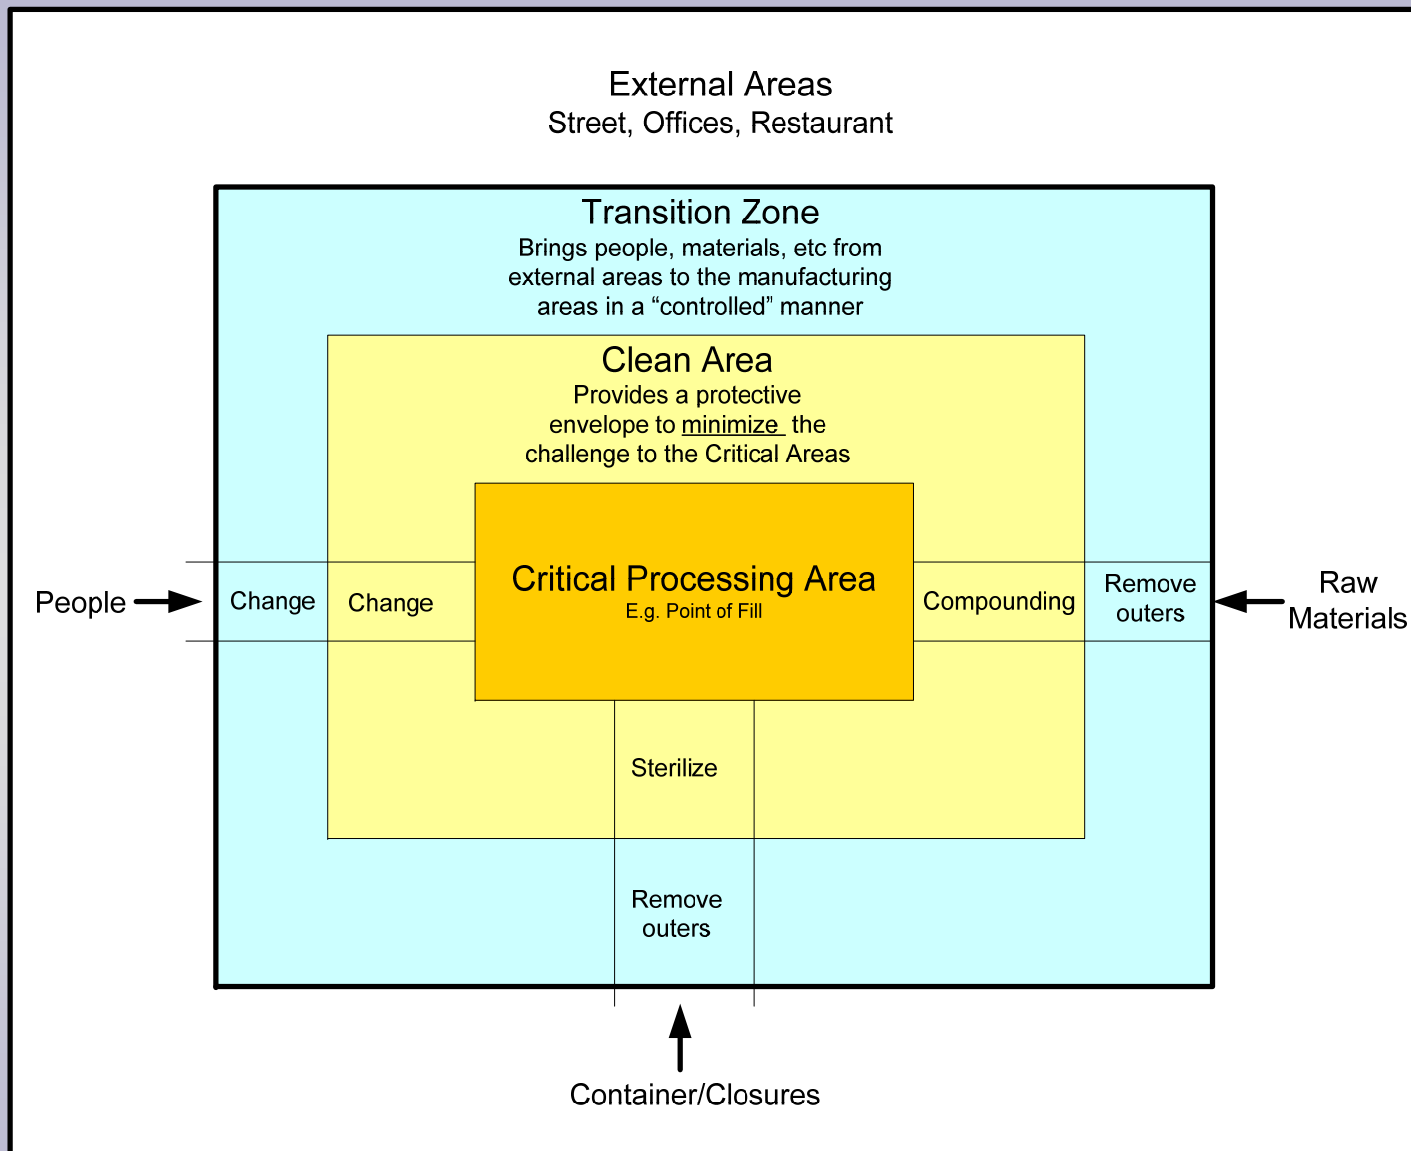 External Areas
Street, Offices, Restaurant
Transition Zone
Brings people, materials, etc from
external areas to the manufacturing
areas in a “controlled” manner
Clean Area
Provides a protective
envelope to minimize the
challenge to the Critical Areas
Critical Processing Area
E.g. Point of Fill
People
Change
Change
Compounding
Remove
outers
Raw
Materials
Sterilize
Remove
outers
Container/Closures